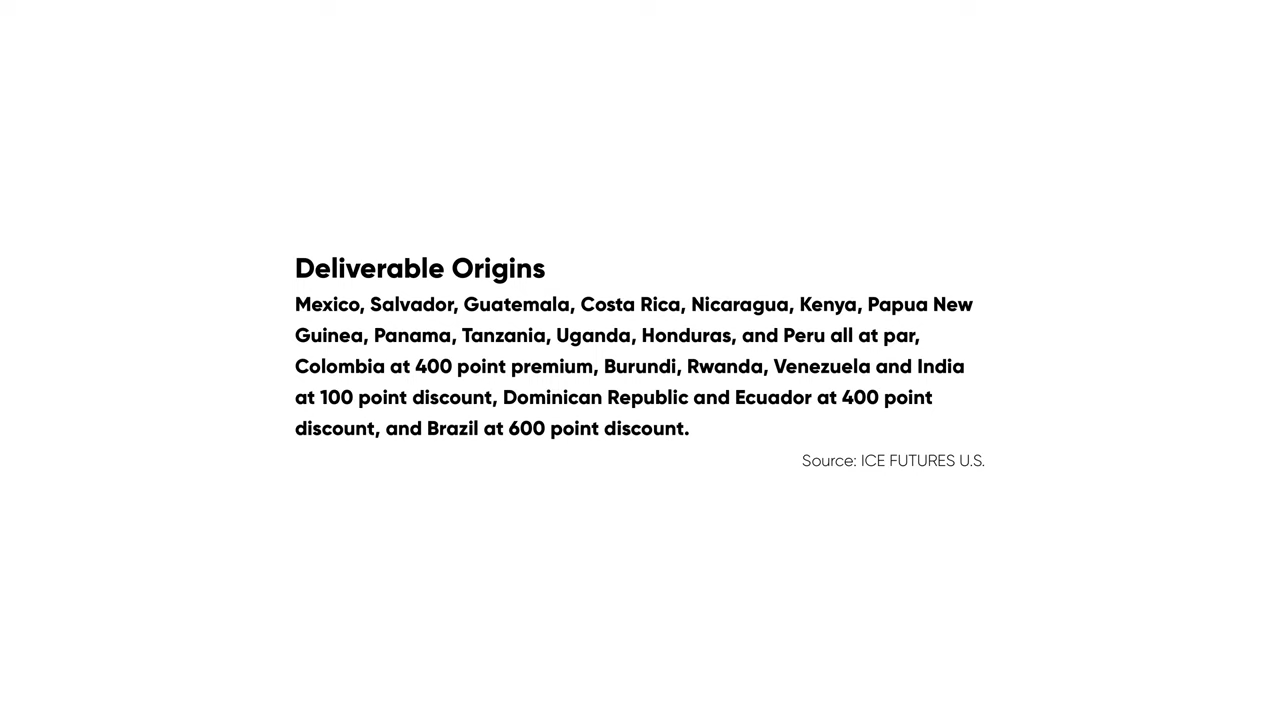 Deliverable Origins
Mexico, Salvador, Guatemala, Costa Rica, Nicaragua, Kenya, Papua New
Guinea, Panama, Tanzania, Uganda, Honduras, and Peru all at par,
Colombia at 400 point premium, Burundi, Rwanda, Venezuela and India
at 100 point discount, Dominican Republic and Ecuador at 400 point
discount, and Brazil at 600 point discount.
Source: ICE FUTURES U.S.